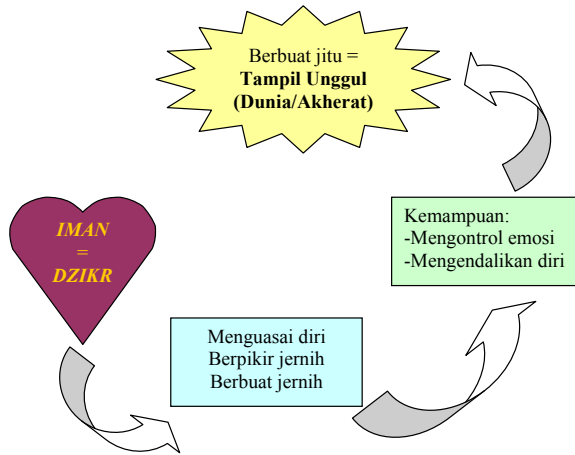 Berbuat jitu =
Tampil Unggul
(Dunia/Akherat)
IMAN
=
DZIKR
Kemampuan:
-Mengontrol emosi
-Mengendalikan diri
Menguasai diri
Berpikir jernih
Berbuat jernih